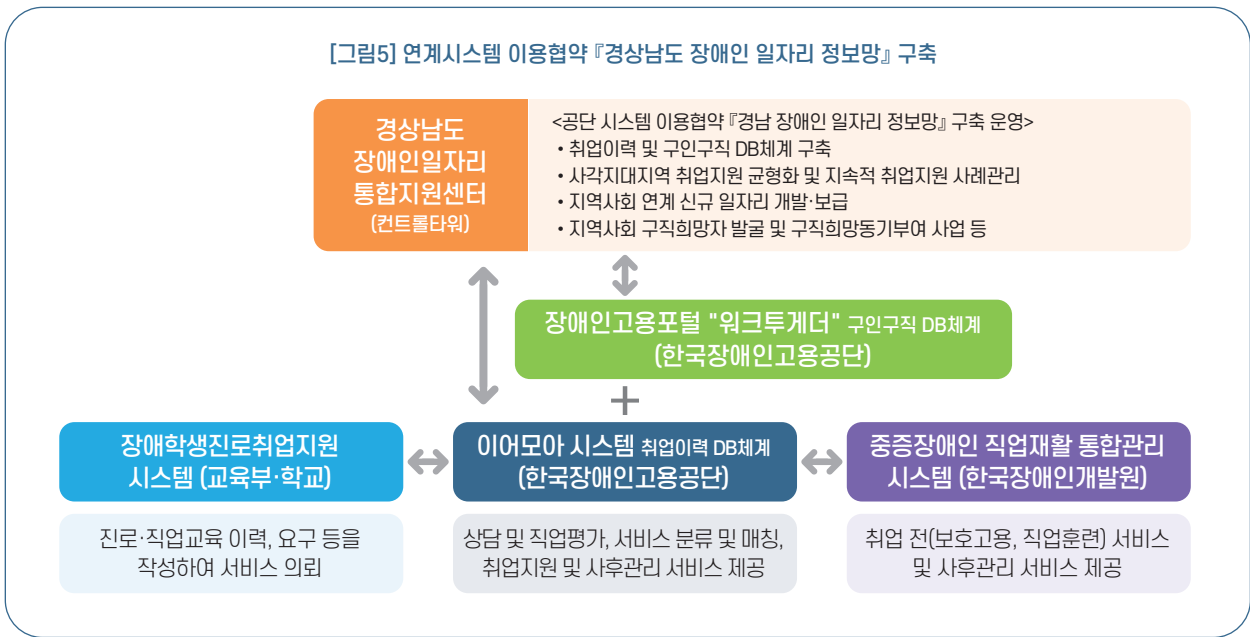 [그림5] 연계시스템 이용협약 『경상남도 장애인 일자리 정보망』 구축
경상남도
장애인일자리
통합지원센터
(컨트롤타워)
<공단 시스템 이용협약 『경남 장애인 일자리 정보망』 구축 운영>
• 취업이력 및 구인구직 DB체계 구축
• 사각지대지역 취업지원 균형화 및 지속적 취업지원 사례관리
• 지역사회 연계 신규 일자리 개발·보급
• 지역사회 구직희망자 발굴 및 구직희망동기부여 사업 등
장애인고용포털 "워크투게더" 구인구직 DB체계
(한국장애인고용공단)
+
장애학생진로취업지원
시스템 (교육부·학교)
이어모아 시스템 취업이력 DB체계
(한국장애인고용공단)
중증장애인 직업재활 통합관리
시스템 (한국장애인개발원)
진로·직업교육 이력, 요구 등을
작성하여 서비스 의뢰
상담 및 직업평가, 서비스 분류 및 매칭,
취업지원 및 사후관리 서비스 제공
취업 전(보호고용, 직업훈련) 서비스
및 사후관리 서비스 제공